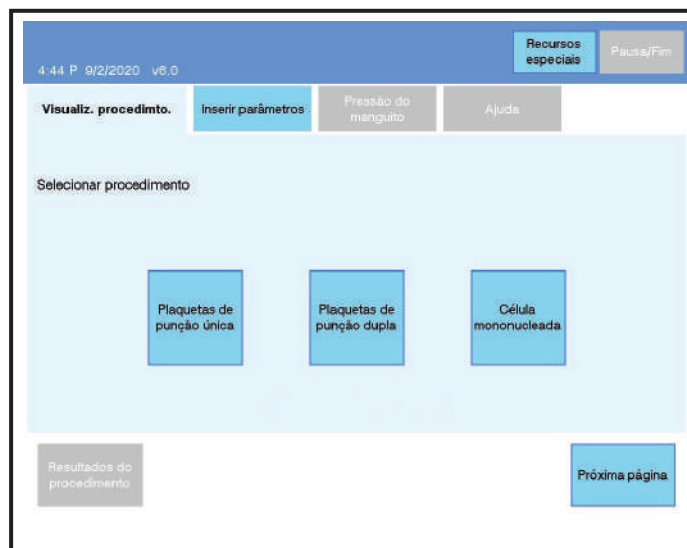 Recursos
especiais
Pausa/Fim
4:44 P 9/2/2020 v6.0
Visualiz. procedimto.
Inserir parâmetros
Pressão do
manguito
Ajuda
Selecionar procedimento
Plaquetas de
punção única
Plaquetas de
punção dupla
Célula
mononucleada
Resultados do
procedimento
Próxima página